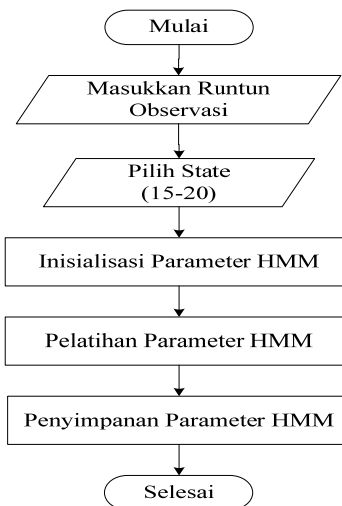 Mulai
Masukkan Runtun
Observasi
Pilih State
(15-20)
Inisialisasi Parameter HMM
Pelatihan Parameter HMM
Penyimpanan Parameter HMM
Selesai